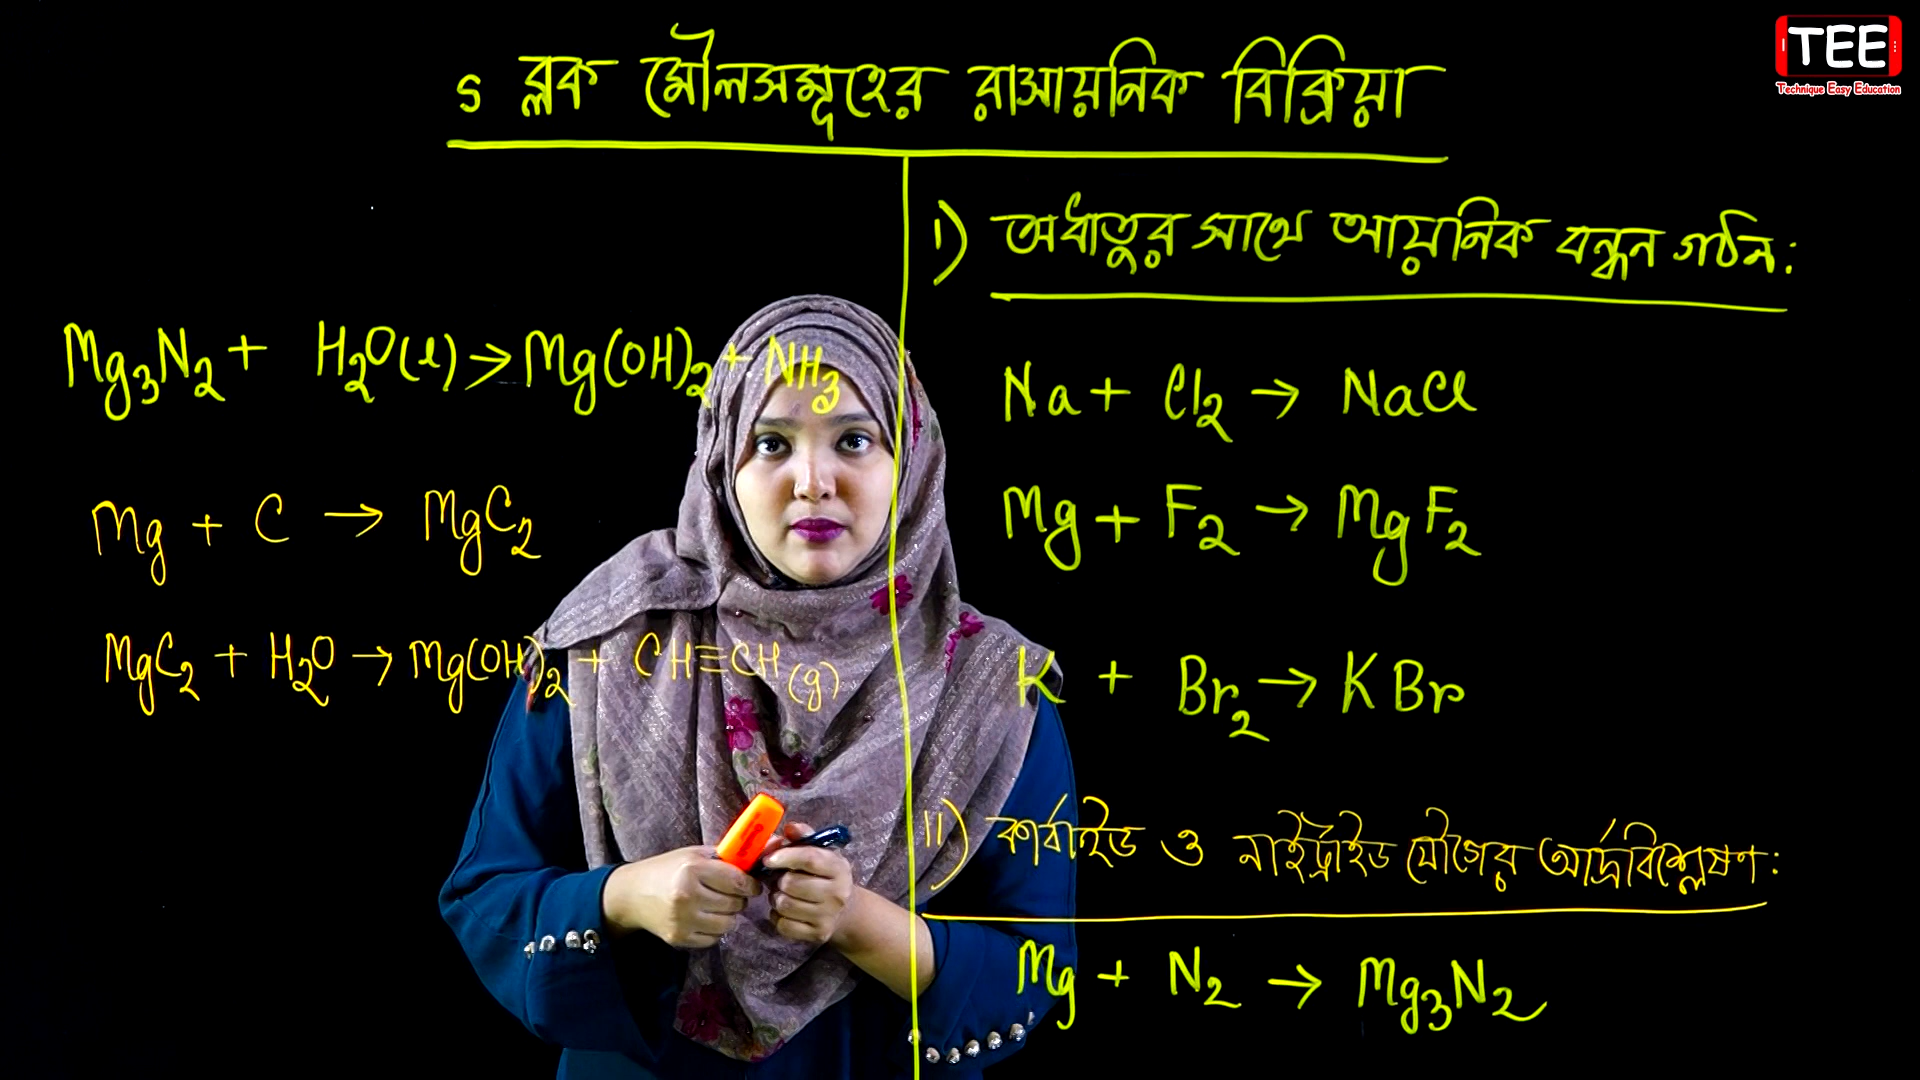 TEE
Technique Easy Education
s ব্লক মৌলসমূহের রাসায়নিক বিক্রিয়া
I) অধাতুর সাথে আয়নিক বন্ধন গঠন:
Na + Cl₂ → NaCl
Mg + F₂ → MgF₂
K + Br₂ → KBr
II) কার্বাইড ও নাইট্রাইড যৌগের আর্দ্রবিশ্লেষণ:
Mg + N₂ → Mg₃N₂
Mg₃N₂ + H₂O(l) → Mg(OH)₂ + NH₃
Mg + C → MgC₂
MgC₂ + H₂O → Mg(OH)₂ + CH≡CH(g)